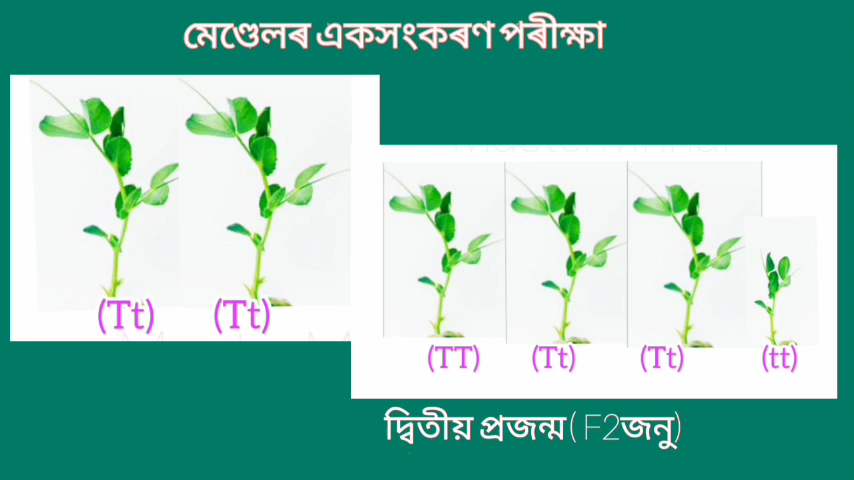 মেণ্ডেলৰ একসংকৰণ পৰীক্ষা
(Tt) (Tt)
(TT) (Tt) (Tt) (tt)
দ্বিতীয় প্ৰজন্ম( F2জনু)